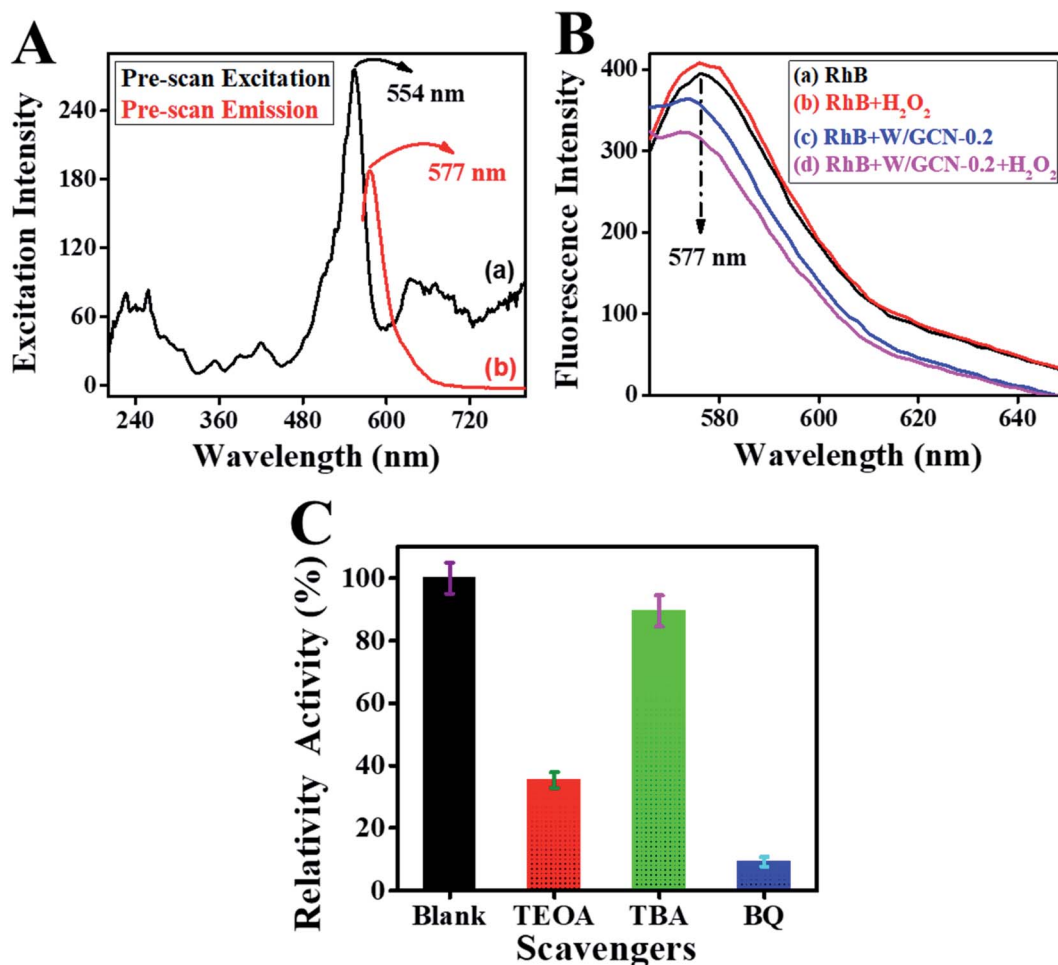 A
Pre-scan Excitation
Pre-scan Emission
554 nm
577 nm
(a)
(b)
Excitation Intensity
240
180
120
60
0
240 360 480 600 720
Wavelength (nm)
B
(a) RhB
(b) RhB+H₂O₂
(c) RhB+W/GCN-0.2
(d) RhB+W/GCN-0.2+H₂O₂
577 nm
Fluorescence Intensity
400
300
200
100
0
580 600 620 640
Wavelength (nm)
C
Relativity Activity (%)
100
80
60
40
20
0
Blank TEOA TBA BQ
Scavengers